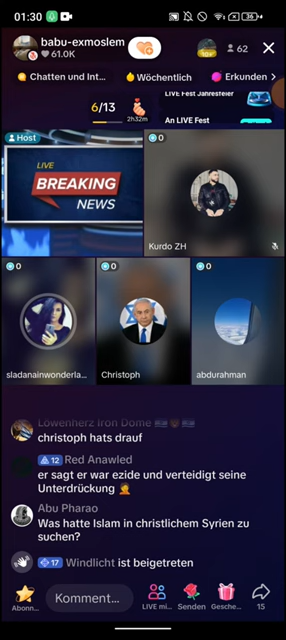 01:30
36
babu-exmoslem
61.0K
62
Chatten und Int...
Wöchentlich
Erkunden
6/13
2h32m
LIVE Fest Jahresfeier
An LIVE Fest
Host
LIVE
BREAKING
NEWS
0
Kurdo ZH
0
0
0
sladanainwonderla...
Christoph
abdurahman
Löwenherz Iron Dome
christoph hats drauf
12 Red Anawled
er sagt er war ezide und verteidigt seine
Unterdrückung
Abu Pharao
Was hatte Islam in christlichem Syrien zu
suchen?
17 Windlicht ist beigetreten
Abonn...
Komment...
LIVE mi...
Senden
Gesche...
15